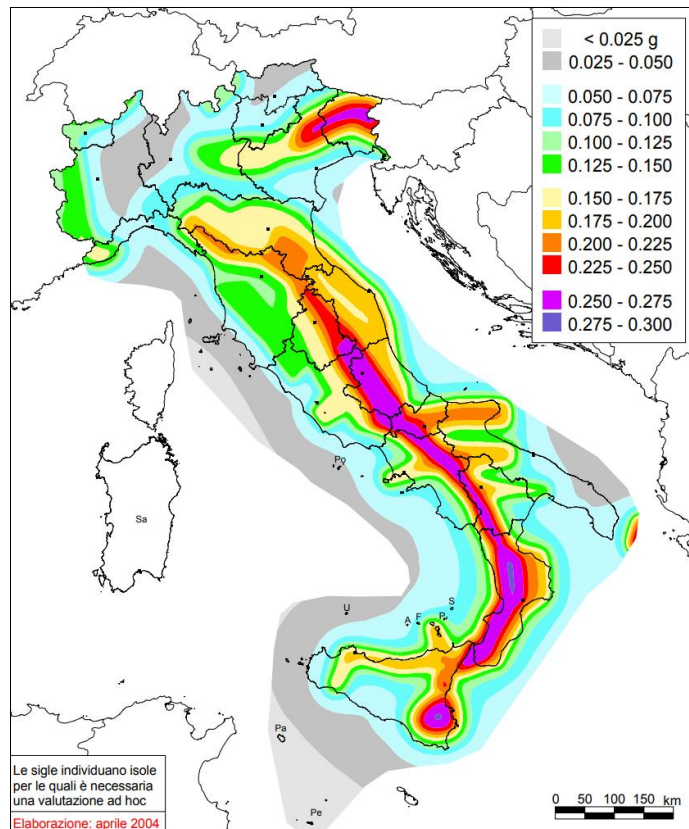 < 0.025 g
0.025 - 0.050
0.050 - 0.075
0.075 - 0.100
0.100 - 0.125
0.125 - 0.150
0.150 - 0.175
0.175 - 0.200
0.200 - 0.225
0.225 - 0.250
0.250 - 0.275
0.275 - 0.300
Po
Sa
U
A
F
P
S
Pa
Pe
Le sigle individuano isole
per le quali è necessaria
una valutazione ad hoc
Elaborazione: aprile 2004
0 50 100 150 km